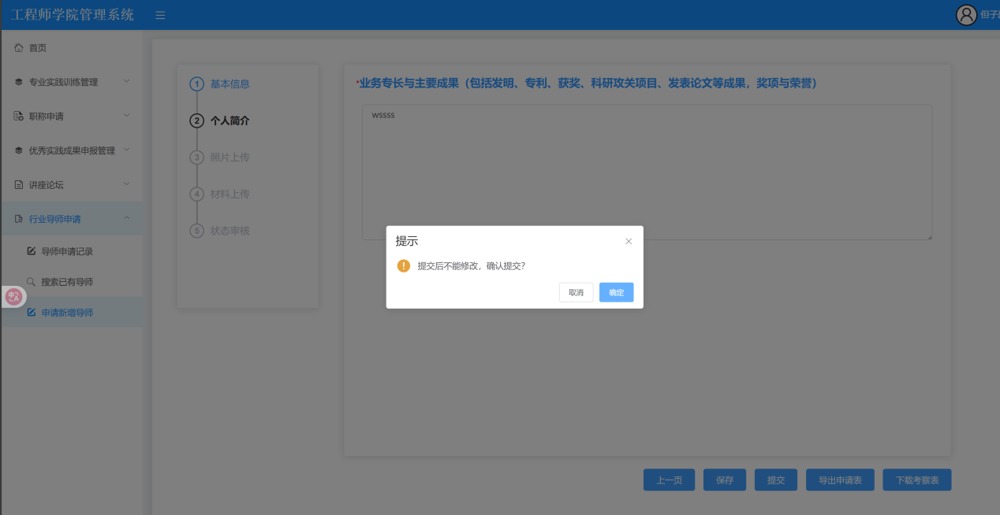 工程师学院管理系统
但子
首页
专业实践训练管理
职称申请
优秀实践成果申报管理
讲座论坛
行业导师申请
导师申请记录
搜索已有导师
申请新增导师
1 基本信息
2 个人简介
3 照片上传
4 材料上传
5 状态审核
*业务专长与主要成果（包括发明、专利、获奖、科研攻关项目、发表论文等成果，奖项与荣誉）
wssss
提示
提交后不能修改，确认提交？
取消 确定
上一页 保存 提交 导出申请表 下载考察表